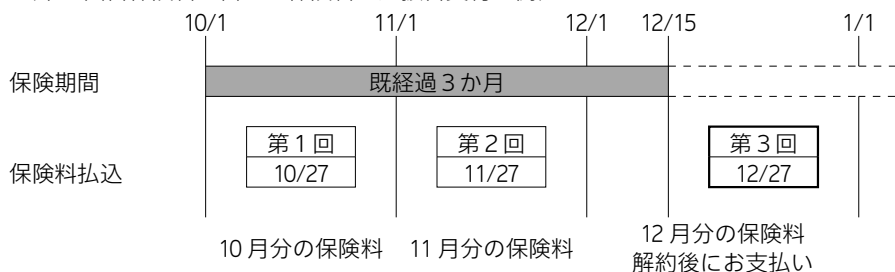 10/1 11/1 12/1 12/15 1/1
保険期間 既経過3か月
第1回 第2回 第3回
保険料払込 10/27 11/27 12/27
10月分の保険料 11月分の保険料 12月分の保険料
解約後にお支払い